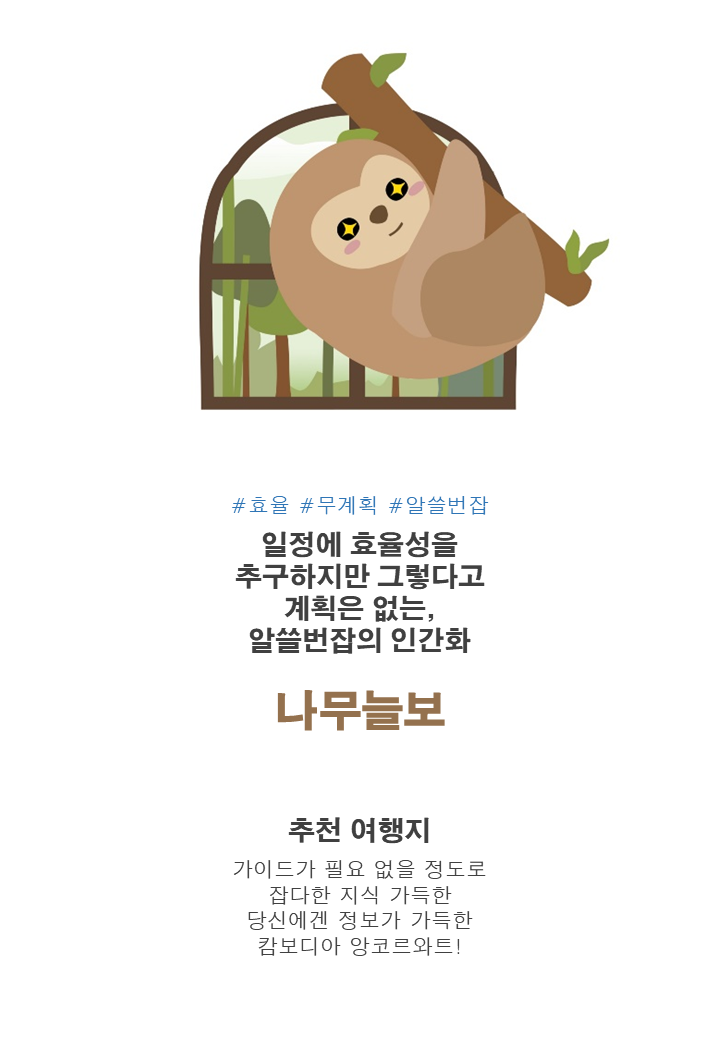 #효율 #무계획 #알쓸번잡
일정에 효율성을
추구하지만 그렇다고
계획은 없는,
알쓸번잡의 인간화
나무늘보
추천 여행지
가이드가 필요 없을 정도로
잡다한 지식 가득한
당신에겐 정보가 가득한
캄보디아 앙코르와트!